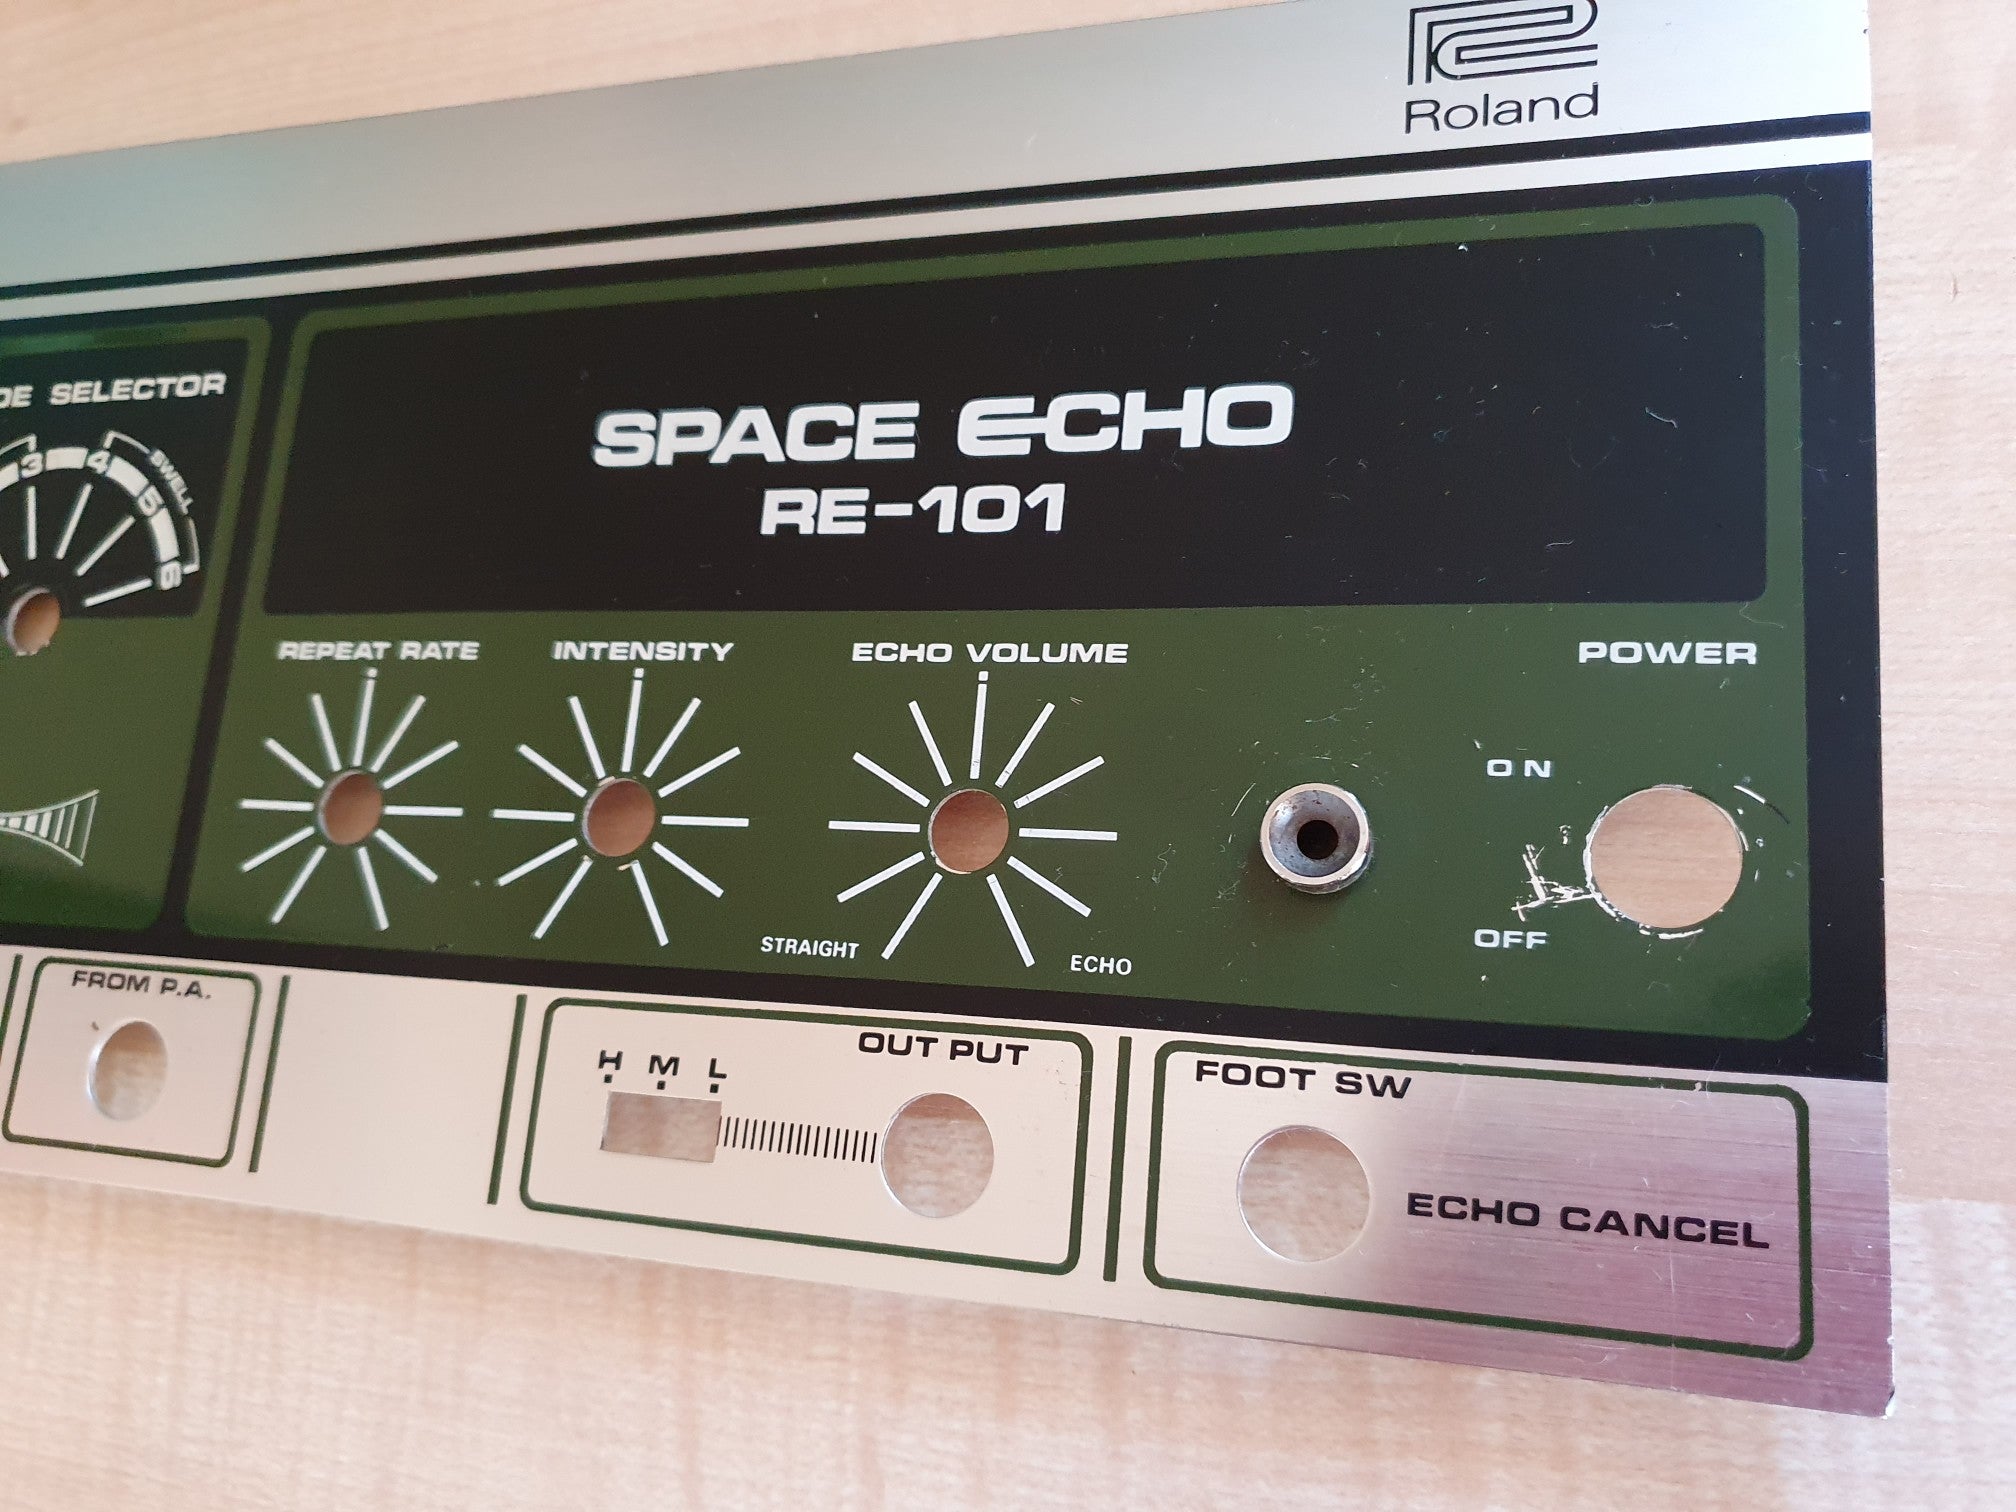 Roland
DE SELECTOR
3 4 5 6
SWELL
SPACE ECHO
RE-101
REPEAT RATE
INTENSITY
ECHO VOLUME
POWER
ON
OFF
STRAIGHT
ECHO
FROM P.A.
H M L
OUT PUT
FOOT SW
ECHO CANCEL